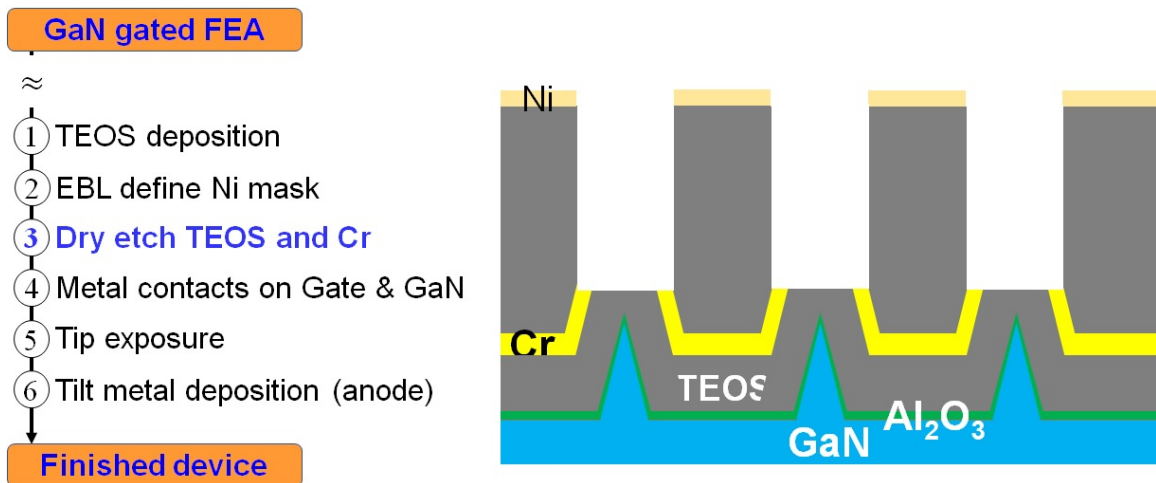 GaN gated FEA
≈
1 TEOS deposition
2 EBL define Ni mask
3 Dry etch TEOS and Cr
4 Metal contacts on Gate & GaN
5 Tip exposure
6 Tilt metal deposition (anode)
Finished device
Ni
Cr
TEOS
Al₂O₃
GaN